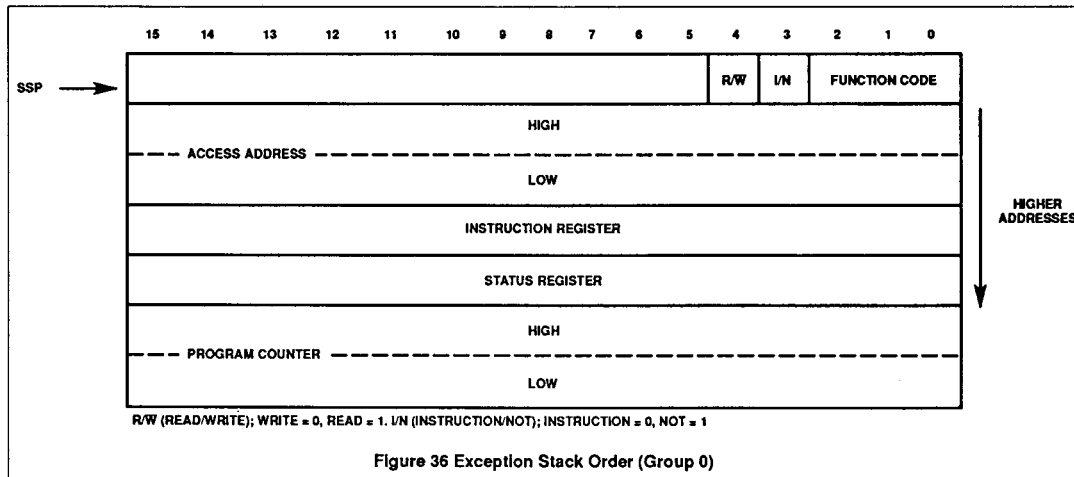 15 14 13 12 11 10 9 8 7 6 5 4 3 2 1 0
SSP R/W̅ I/N FUNCTION CODE
HIGH
ACCESS ADDRESS
LOW
HIGHER
ADDRESSES
INSTRUCTION REGISTER
STATUS REGISTER
HIGH
PROGRAM COUNTER
LOW
R/W̅ (READ/WRITE); WRITE = 0, READ = 1. I/N (INSTRUCTION/NOT); INSTRUCTION = 0, NOT = 1
Figure 36 Exception Stack Order (Group 0)